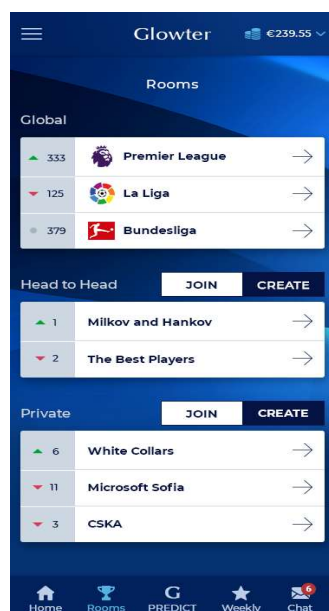 Glowter
€239.55
Rooms
Global
333 Premier League
125 La Liga
379 Bundesliga
Head to Head JOIN CREATE
1 Milkov and Hankov
2 The Best Players
Private JOIN CREATE
6 White Collars
11 Microsoft Sofia
3 CSKA
6
Home Rooms G PREDICT Weekly Chat